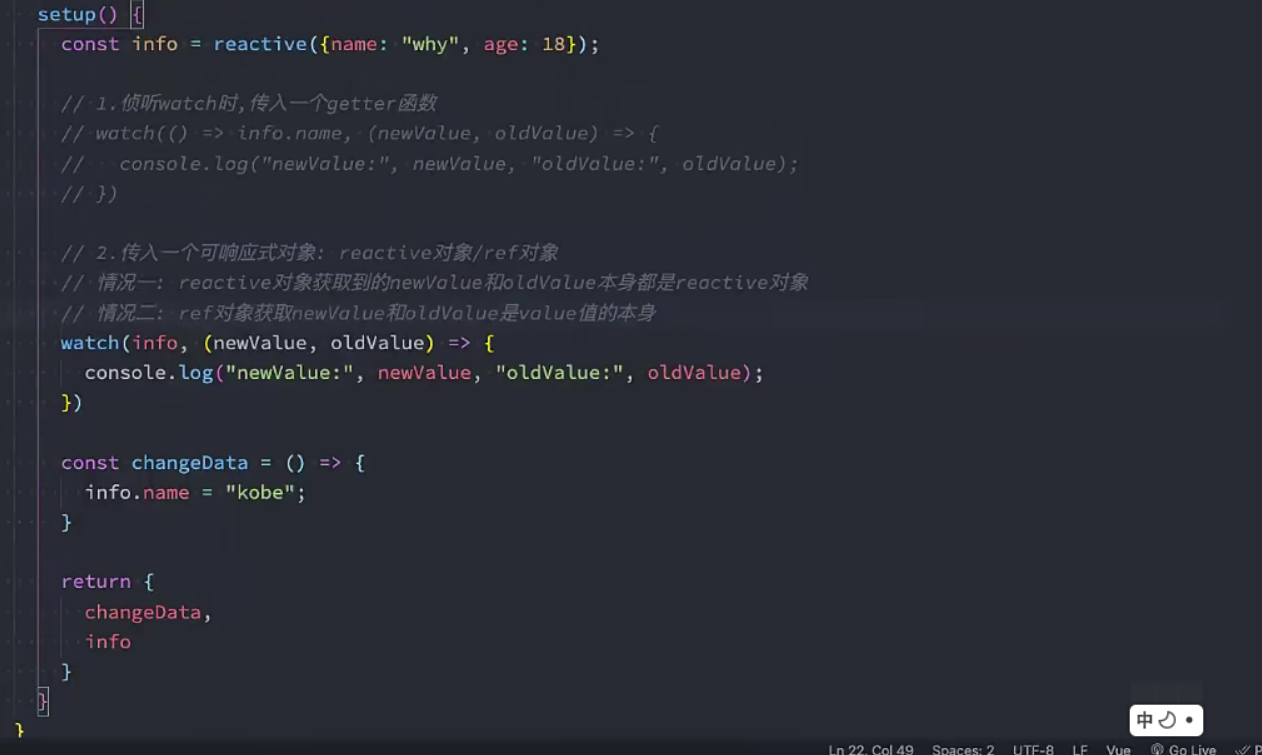 setup() {
const info = reactive({name: "why", age: 18});
// 1.侦听watch时,传入一个getter函数
// watch(() => info.name, (newValue, oldValue) => {
//   console.log("newValue:", newValue, "oldValue:", oldValue);
// })
// 2.传入一个可响应式对象: reactive对象/ref对象
// 情况一: reactive对象获取到的newValue和oldValue本身都是reactive对象
// 情况二: ref对象获取newValue和oldValue是value值的本身
watch(info, (newValue, oldValue) => {
console.log("newValue:", newValue, "oldValue:", oldValue);
})
const changeData = () => {
info.name = "kobe";
}
return {
changeData,
info
}
}
}
中
Ln 22, Col 49 Spaces: 2 UTF-8 LF Vue Go Live